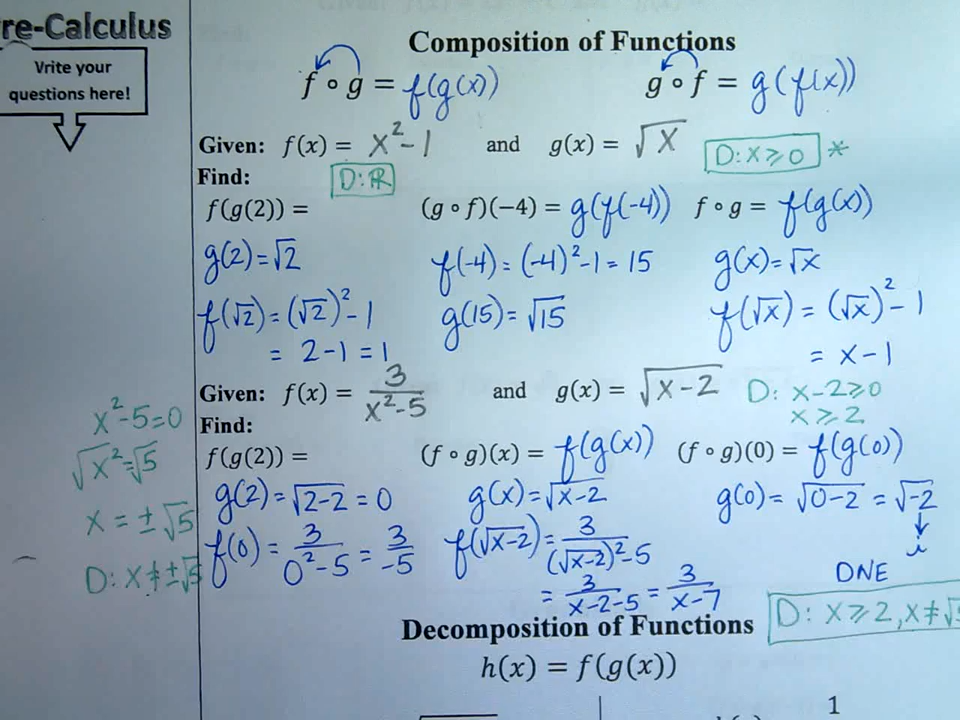 re-Calculus
Write your
questions here!
Composition of Functions
f ∘ g = f(g(x))
g ∘ f = g(f(x))
Given: f(x) = x² - 1 and g(x) = √x D: x ≥ 0 *
Find: D: ℝ
f(g(2)) = (g ∘ f)(-4) = g(f(-4)) f ∘ g = f(g(x))
g(2) = √2 f(-4) = (-4)² - 1 = 15 g(x) = √x
f(√2) = (√2)² - 1 g(15) = √15 f(√x) = (√x)² - 1
= 2 - 1 = 1 = x - 1
Given: f(x) = 3/(x² - 5) and g(x) = √(x-2) D: x - 2 ≥ 0
x ≥ 2
Find:
x² - 5 = 0
√x² = √5
x = ±√5
D: x ≠ ±√5
f(g(2)) = (f ∘ g)(x) = f(g(x)) (f ∘ g)(0) = f(g(0))
g(2) = √(2-2) = 0 g(x) = √(x-2) g(0) = √(0-2) = √-2
f(0) = 3/(0² - 5) = 3/-5 f(√(x-2)) = 3/((√(x-2))² - 5) i
= 3/(x-2-5) = 3/(x-7) DNE
D: x ≥ 2, x ≠ √5
Decomposition of Functions
h(x) = f(g(x))
1